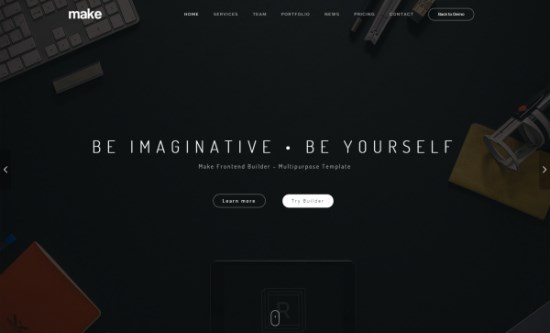 make
HOME SERVICES TEAM PORTFOLIO NEWS PRICING CONTACT Back to Demo
BE IMAGINATIVE • BE YOURSELF
Make Frontend Builder – Multipurpose Template
Learn more Try Builder
R